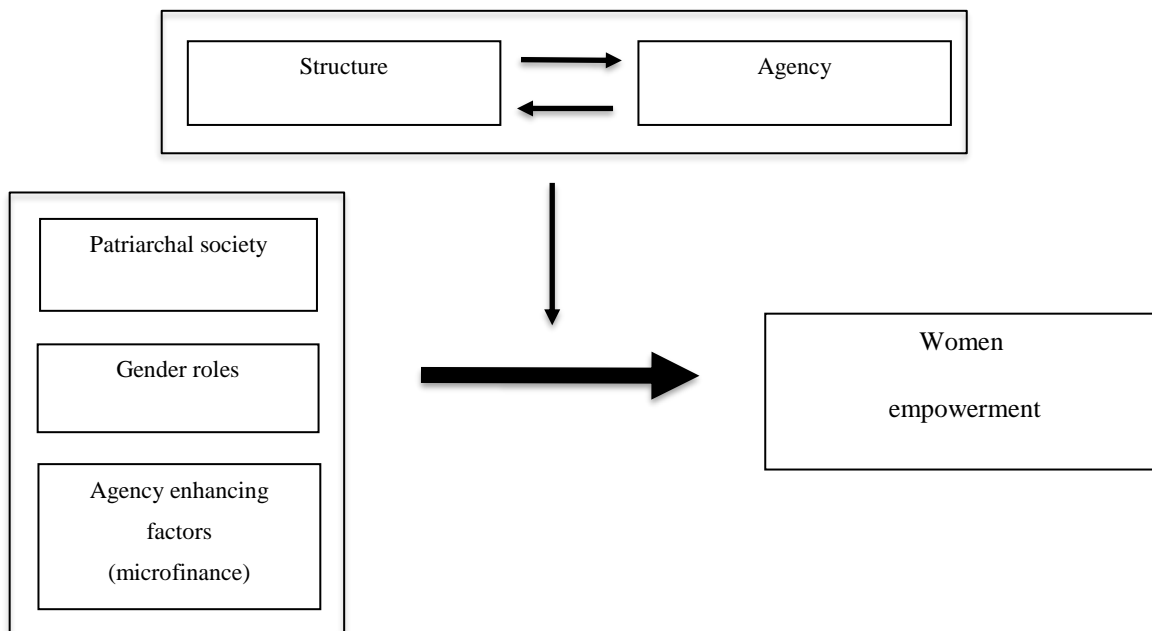 Structure
Agency
Patriarchal society
Gender roles
Agency enhancing
factors
(microfinance)
Women
empowerment